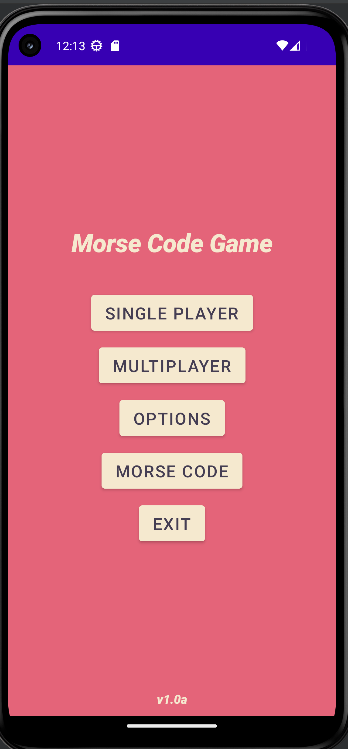 12:13
Morse Code Game
SINGLE PLAYER
MULTIPLAYER
OPTIONS
MORSE CODE
EXIT
v1.0a